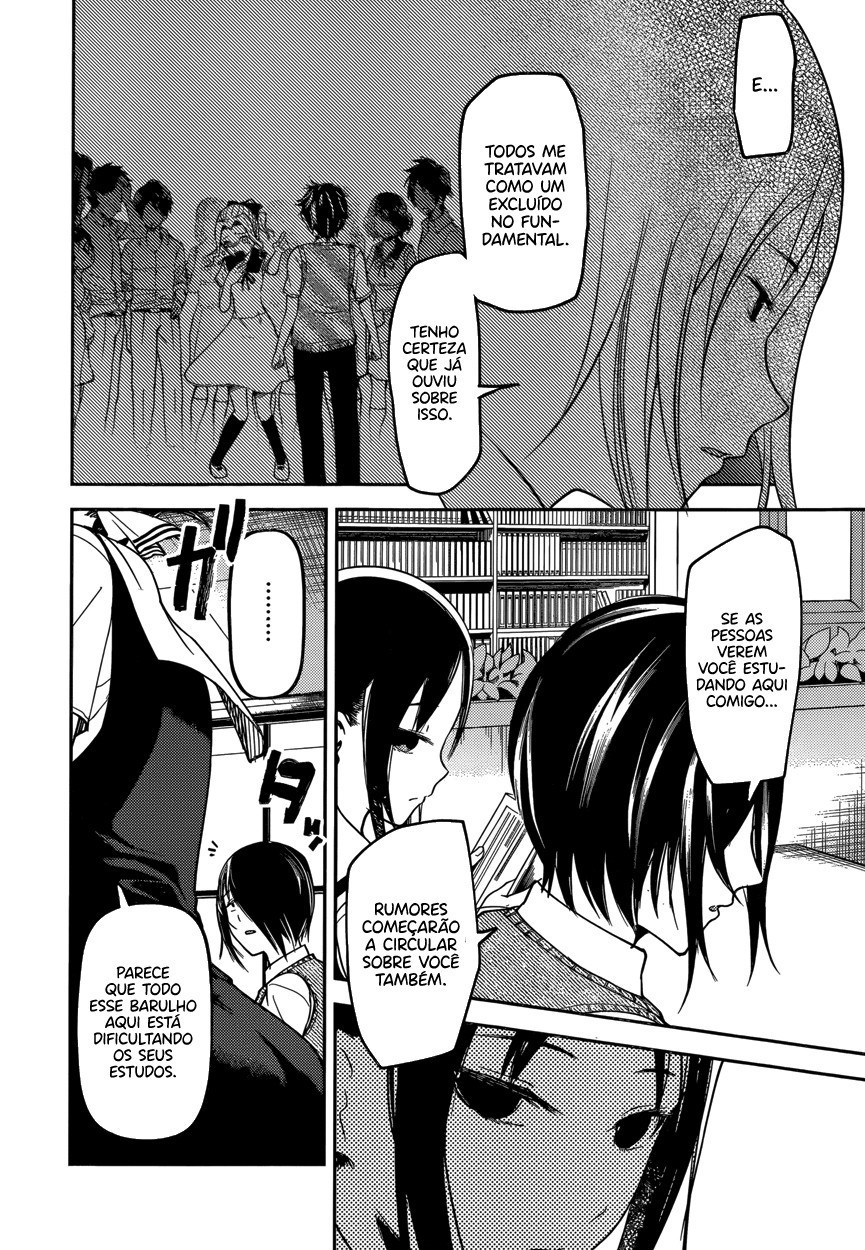 E...
TODOS ME
TRATAVAM
COMO UM
EXCLUÍDO
NO FUN-
DAMENTAL.
TENHO
CERTEZA
QUE JÁ
OUVIU
SOBRE
ISSO.
SE AS
PESSOAS
VEREM
VOCÊ ESTU-
DANDO AQUI
COMIGO...
RUMORES
COMEÇARÃO
A CIRCULAR
SOBRE VOCÊ
TAMBÉM.
.........
ガタ
PARECE
QUE TODO
ESSE BARULHO
AQUI ESTÁ
DIFICULTANDO
OS SEUS
ESTUDOS.